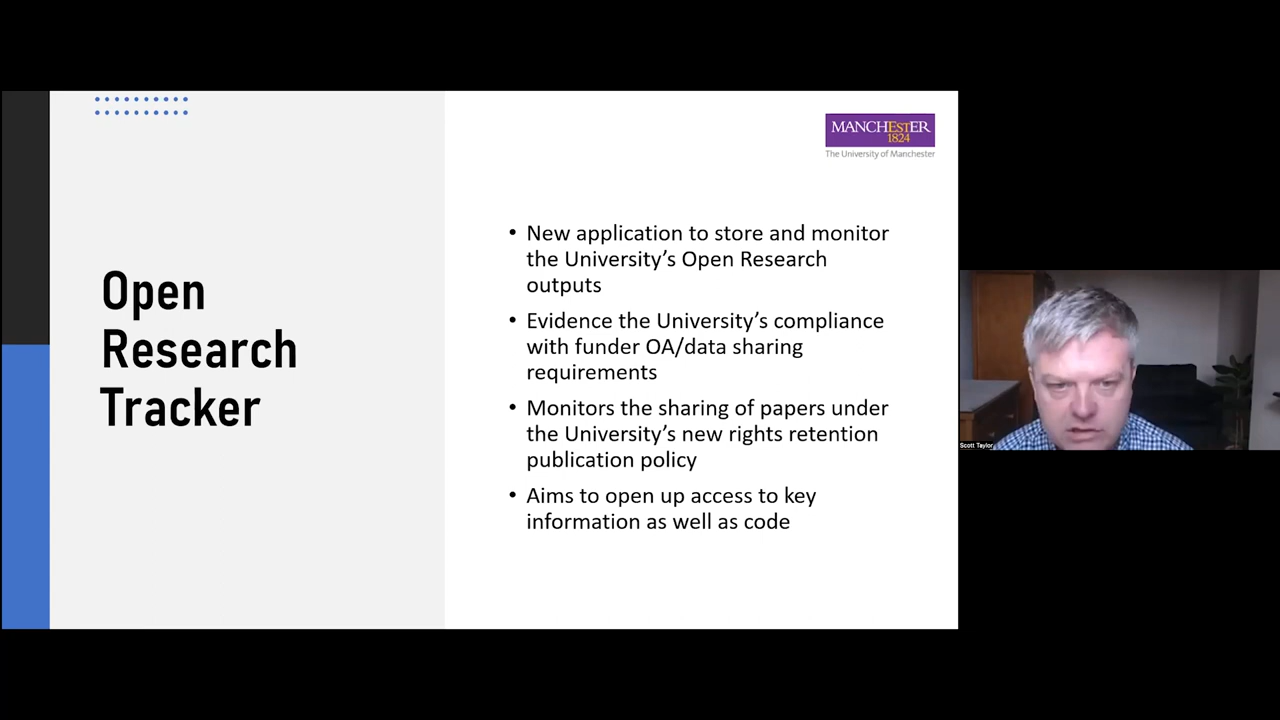 MANCHESTER
1824
The University of Manchester
Open
Research
Tracker
• New application to store and monitor
the University’s Open Research
outputs
• Evidence the University’s compliance
with funder OA/data sharing
requirements
• Monitors the sharing of papers under
the University’s new rights retention
publication policy
• Aims to open up access to key
information as well as code
Scott Taylor